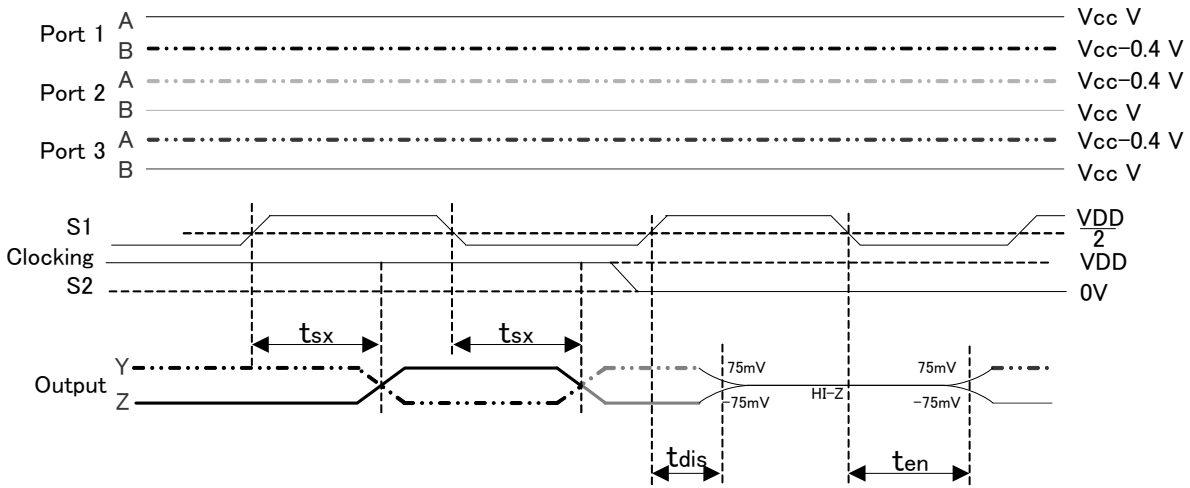 Port 1 A Vcc V
B Vcc-0.4 V
Port 2 A Vcc-0.4 V
B Vcc V
Port 3 A Vcc-0.4 V
B Vcc V
S1 VDD
2
Clocking VDD
S2 0V
tsx tsx
Output Y 75mV 75mV
HI-Z
Z -75mV -75mV
tdis ten